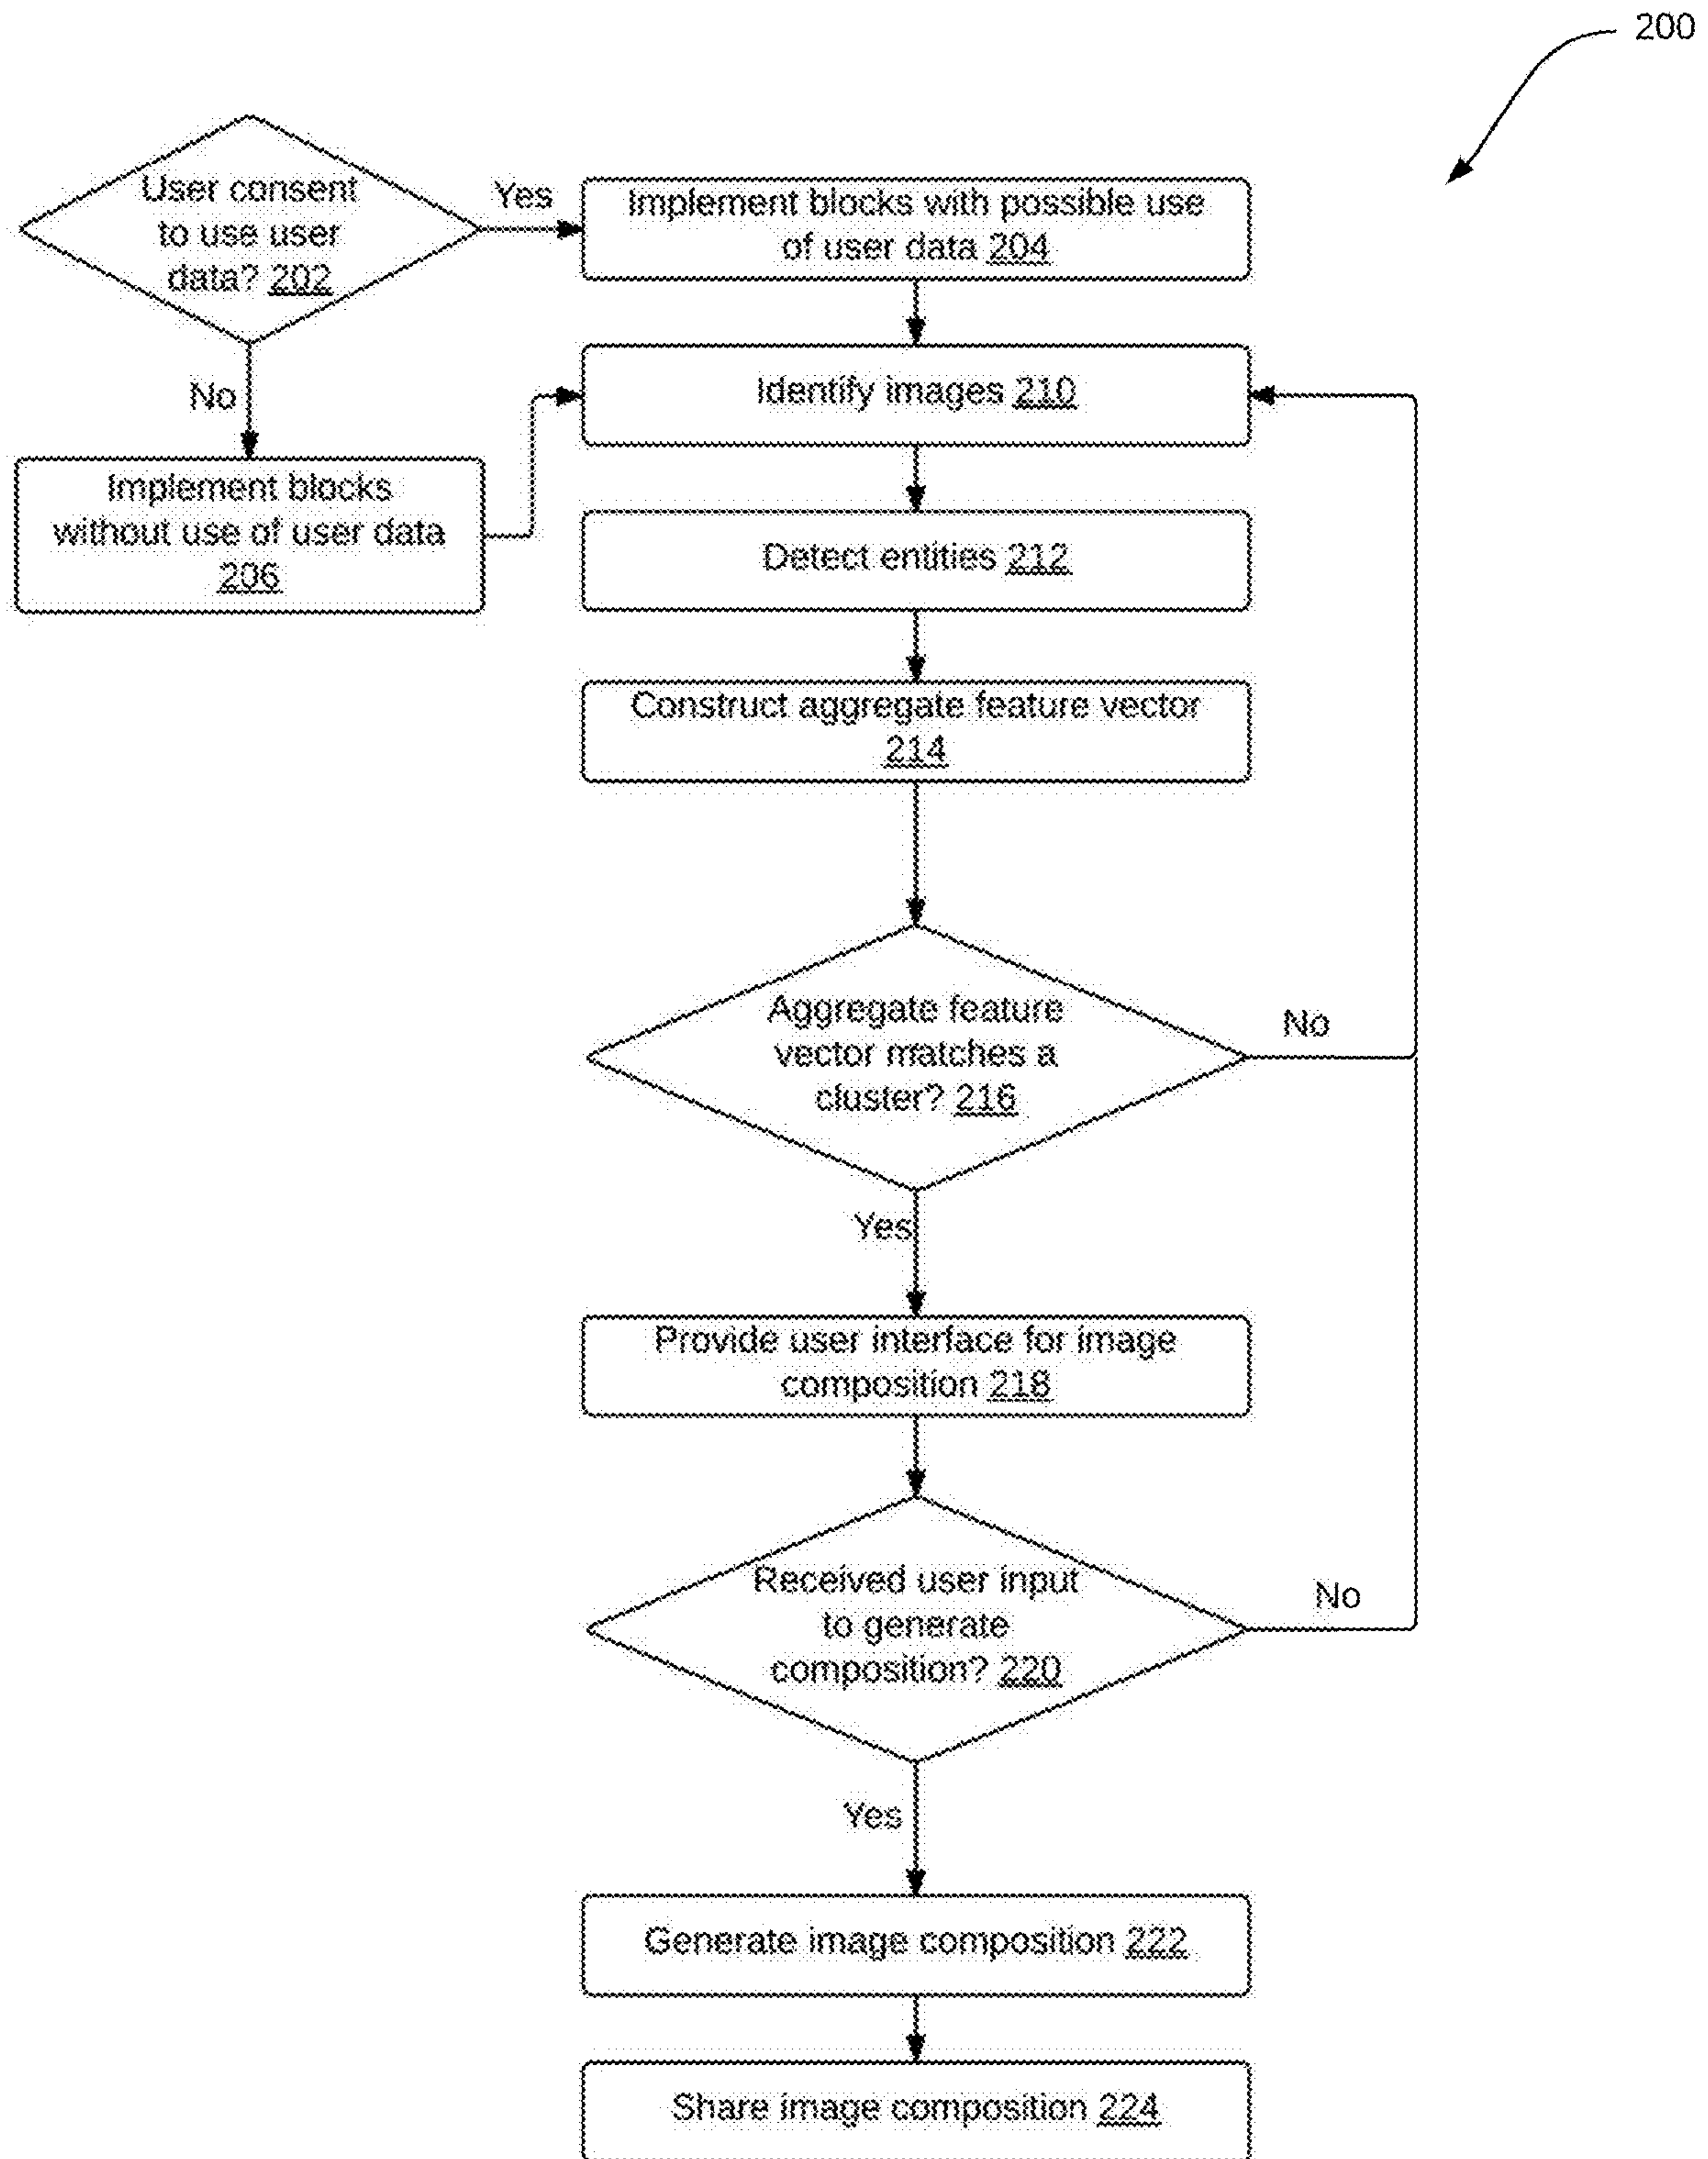 200
User consent
to use user
data? 202
Yes
Implement blocks with possible use
of user data 204
No
Identify images 210
Implement blocks
without use of user data
206
Detect entities 212
Construct aggregate feature vector
214
Aggregate feature
vector matches a
cluster? 216
No
Yes
Provide user interface for image
composition 218
Received user input
to generate
composition? 220
No
Yes
Generate image composition 222
Share image composition 224